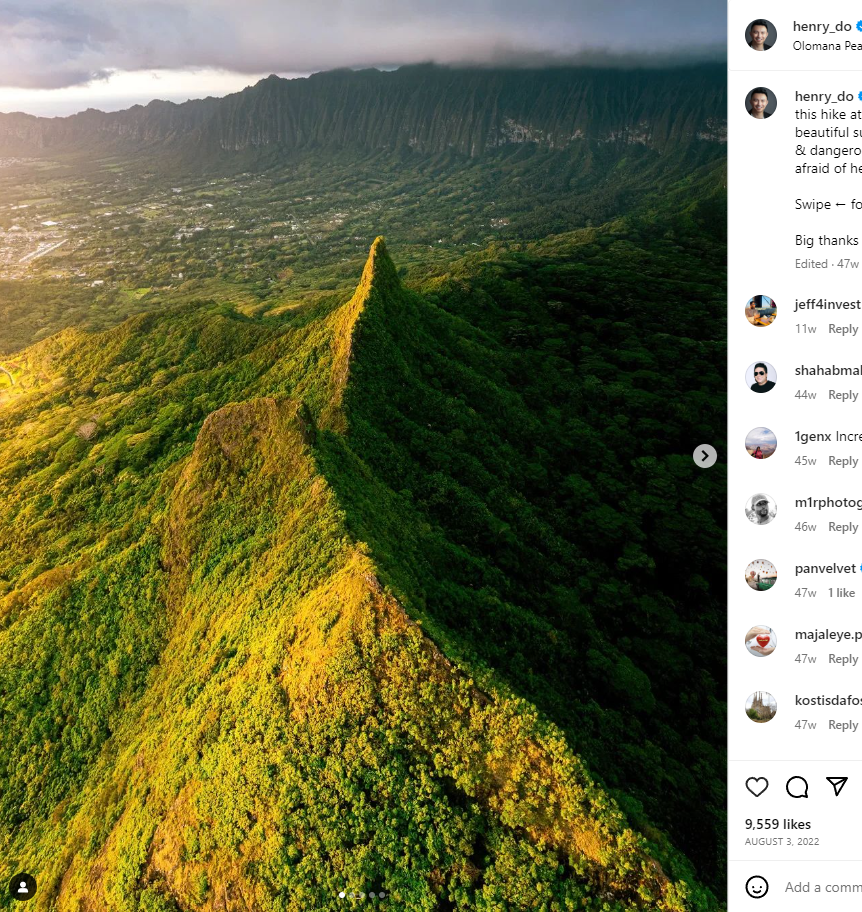 henry_do
Olomana Pea
henry_do
this hike at
beautiful su
& dangero
afraid of he
Swipe ← fo
Big thanks
Edited · 47w
jeff4invest
11w Reply
shahabmal
44w Reply
1genx Incre
45w Reply
m1rphotog
46w Reply
panvelvet
47w 1 like
majaleye.p
47w Reply
kostisdafos
47w Reply
9,559 likes
AUGUST 3, 2022
Add a comm